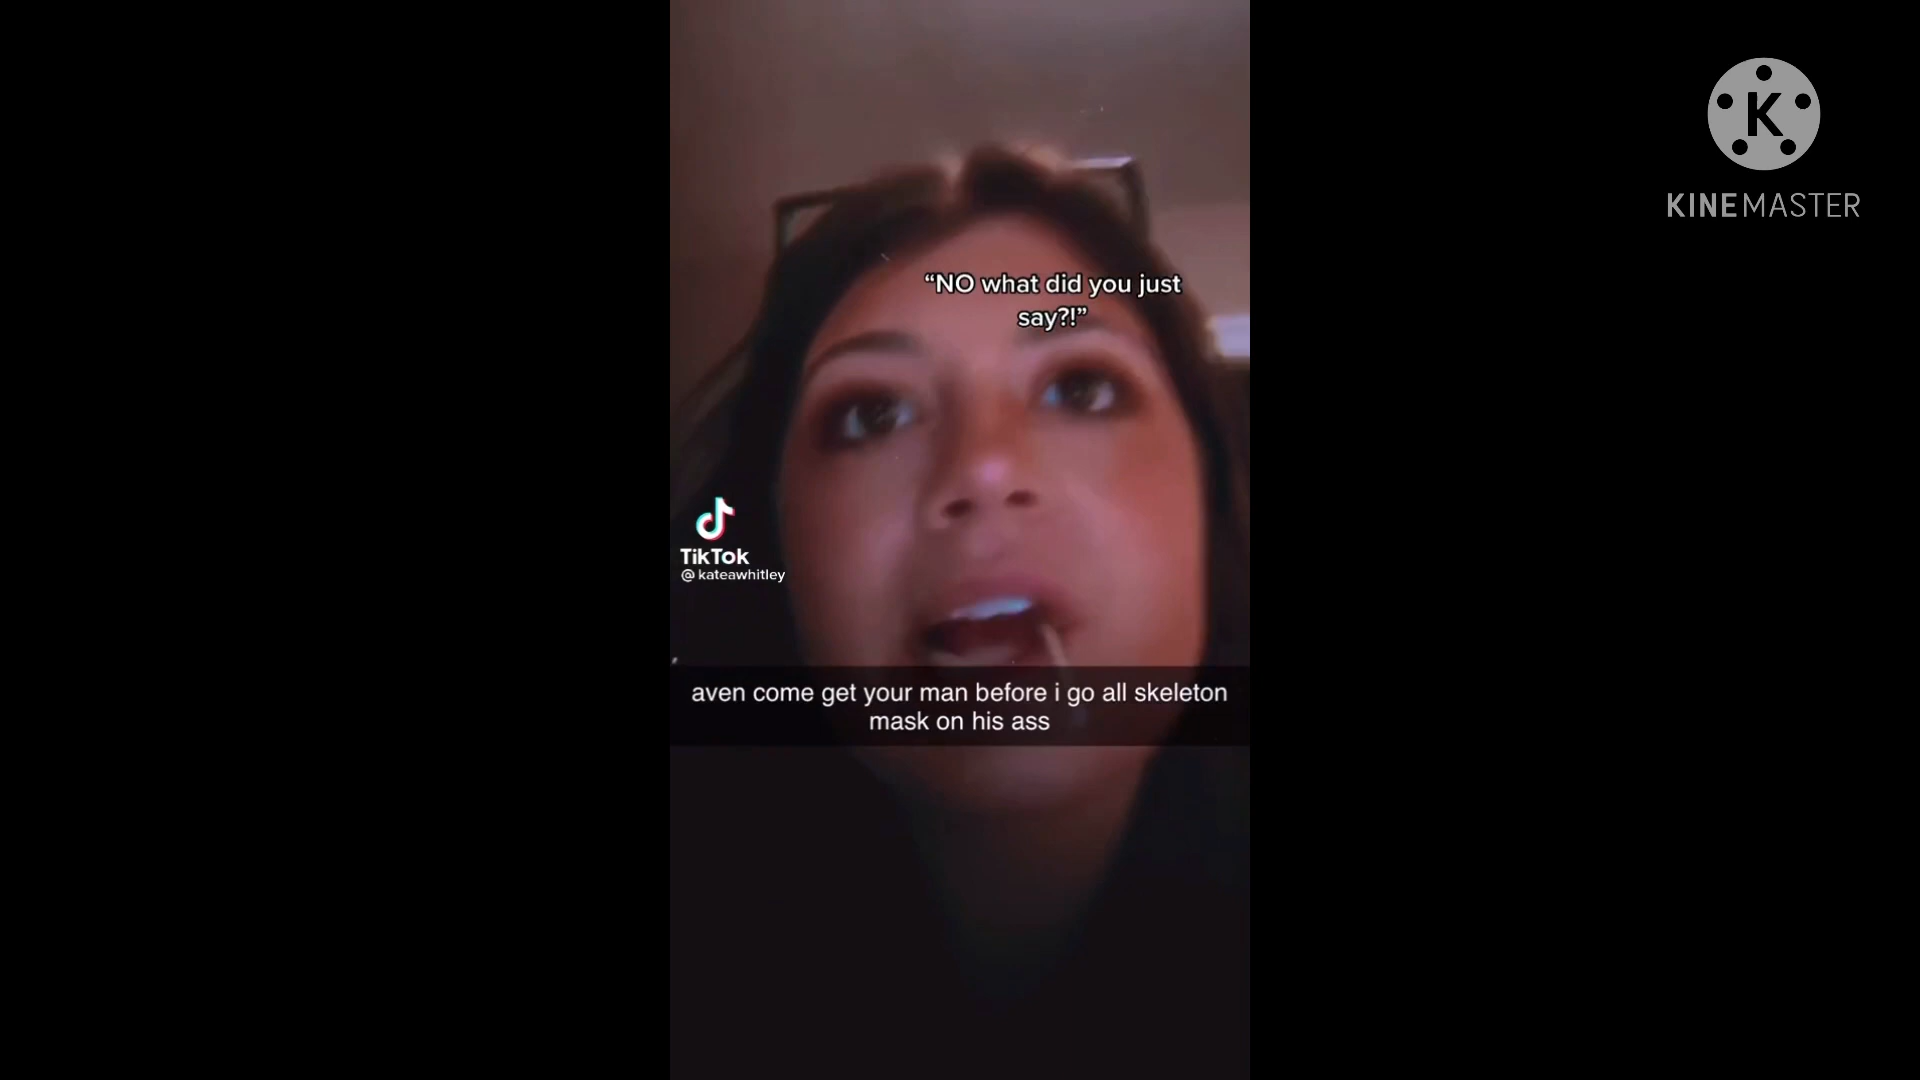 K
KINEMASTER
“NO what did you just
say?!”
TikTok
@kateawhitley
aven come get your man before i go all skeleton
mask on his ass